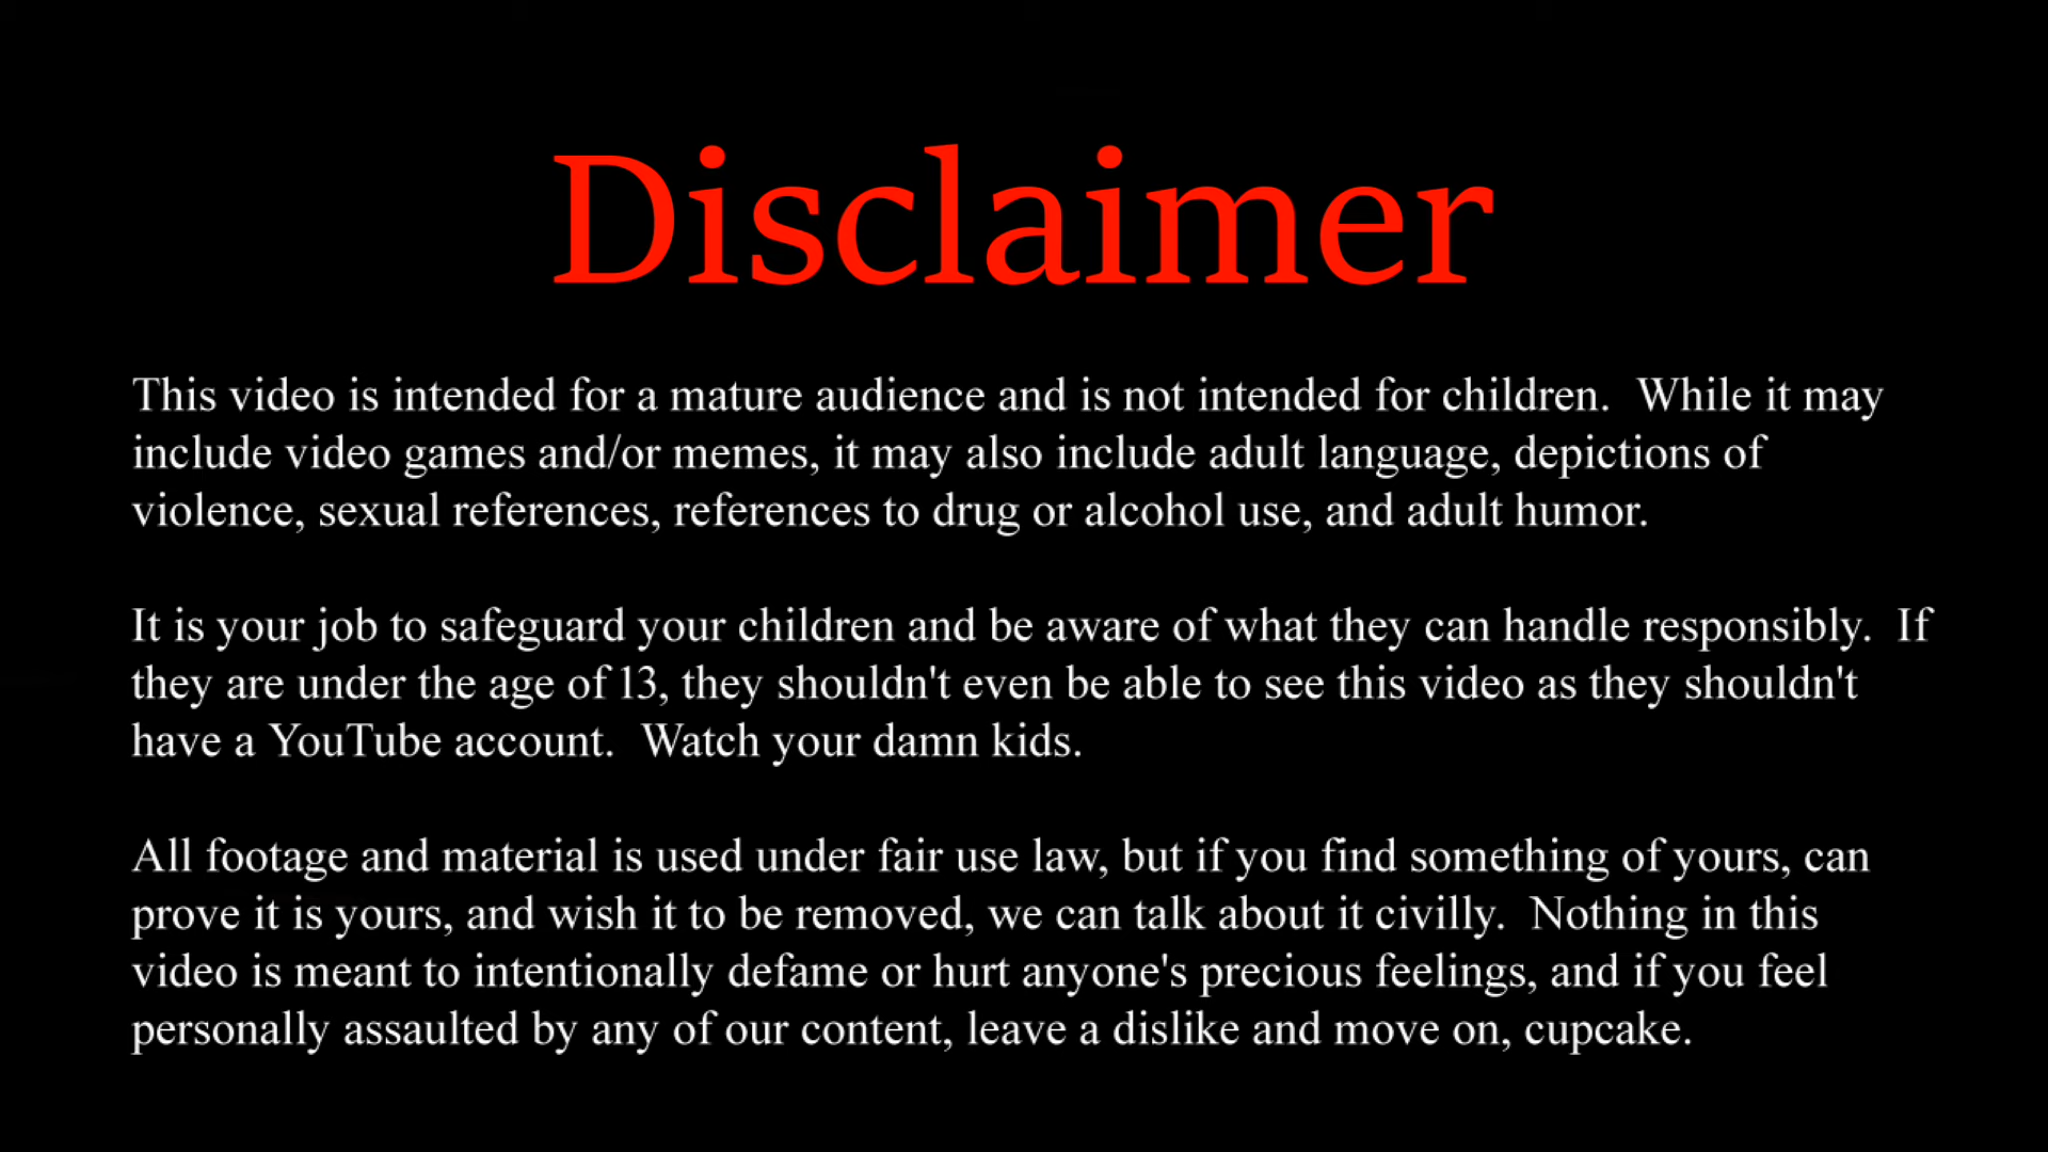 Disclaimer
This video is intended for a mature audience and is not intended for children.  While it may
include video games and/or memes, it may also include adult language, depictions of
violence, sexual references, references to drug or alcohol use, and adult humor.
It is your job to safeguard your children and be aware of what they can handle responsibly.  If
they are under the age of 13, they shouldn't even be able to see this video as they shouldn't
have a YouTube account.  Watch your damn kids.
All footage and material is used under fair use law, but if you find something of yours, can
prove it is yours, and wish it to be removed, we can talk about it civilly.  Nothing in this
video is meant to intentionally defame or hurt anyone's precious feelings, and if you feel
personally assaulted by any of our content, leave a dislike and move on, cupcake.